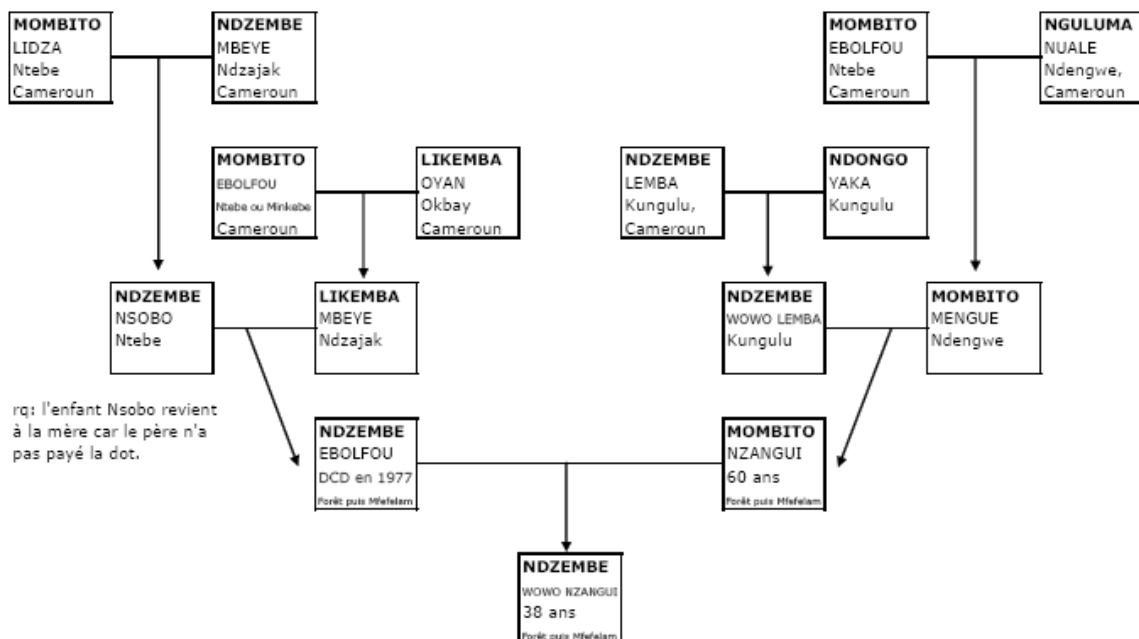 MOMBITO
LIDZA
Ntebe
Cameroun
NDZEMBE
MBEYE
Ndzajak
Cameroun
MOMBITO
EBOLFOU
Ntebe
Cameroun
NGULUMA
NUALE
Ndengwe,
Cameroun
MOMBITO
EBOLFOU
Ntebe ou Minkebe
Cameroun
LIKEMBA
OYAN
Okbay
Cameroun
NDZEMBE
LEMBA
Kungulu,
Cameroun
NDONGO
YAKA
Kungulu
NDZEMBE
NSOBO
Ntebe
LIKEMBA
MBEYE
Ndzajak
NDZEMBE
WOWO LEMBA
Kungulu
MOMBITO
MENGUE
Ndengwe
rq: l'enfant Nsobo revient
à la mère car le père n'a
pas payé la dot.
NDZEMBE
EBOLFOU
DCD en 1977
Forêt puis Mfefelam
MOMBITO
NZANGUI
60 ans
Forêt puis Mfefelam
NDZEMBE
WOWO NZANGUI
38 ans
Forêt puis Mfefelam